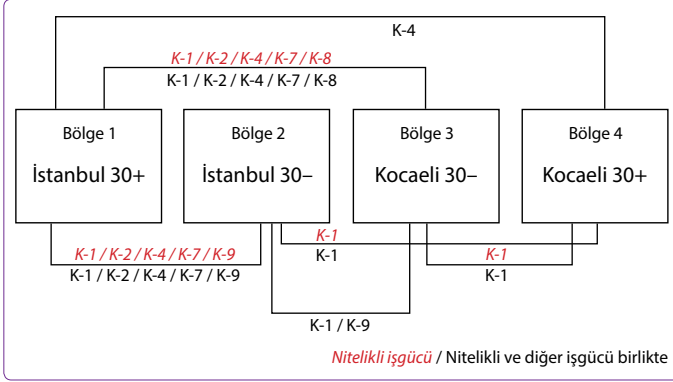 K-4
K-1 / K-2 / K-4 / K-7 / K-8
K-1 / K-2 / K-4 / K-7 / K-8
Bölge 1
İstanbul 30+
Bölge 2
İstanbul 30–
Bölge 3
Kocaeli 30–
Bölge 4
Kocaeli 30+
K-1 / K-2 / K-4 / K-7 / K-9
K-1 / K-2 / K-4 / K-7 / K-9
K-1
K-1
K-1
K-1
K-1 / K-9
Nitelikli işgücü / Nitelikli ve diğer işgücü birlikte